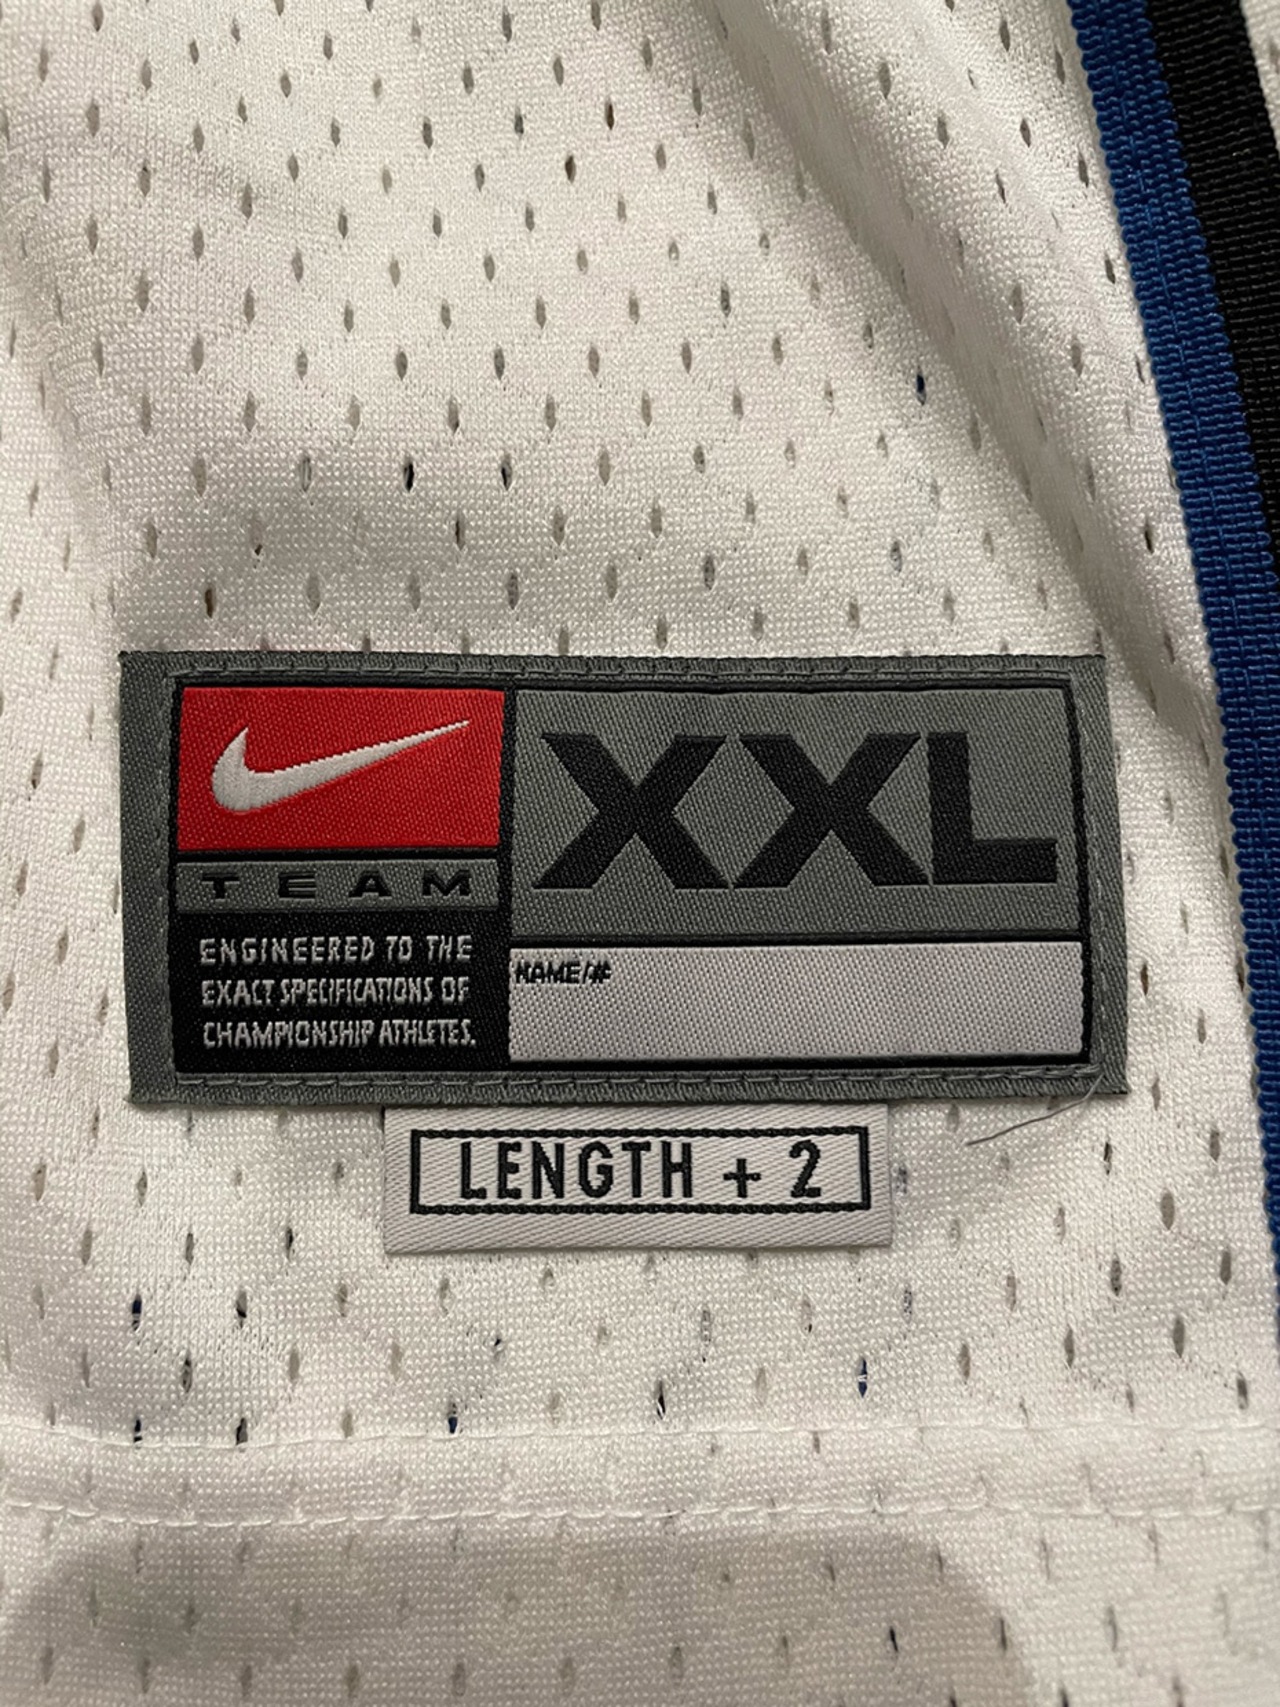 XXL
TEAM
ENGINEERED TO THE
EXACT SPECIFICATIONS OF
CHAMPIONSHIP ATHLETES.
NAME/#
LENGTH + 2